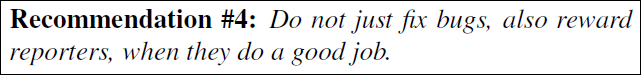 Recommendation #4: Do not just fix bugs, also reward
reporters, when they do a good job.